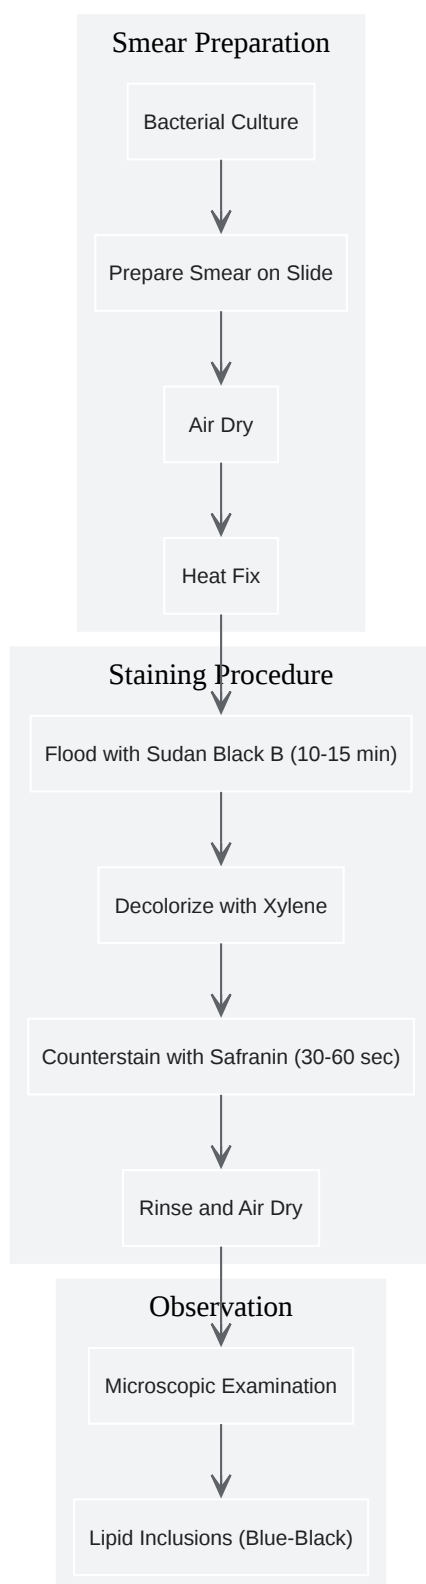 Smear Preparation
Bacterial Culture
Prepare Smear on Slide
Air Dry
Heat Fix
Staining Procedure
Flood with Sudan Black B (10-15 min)
Decolorize with Xylene
Counterstain with Safranin (30-60 sec)
Rinse and Air Dry
Observation
Microscopic Examination
Lipid Inclusions (Blue-Black)